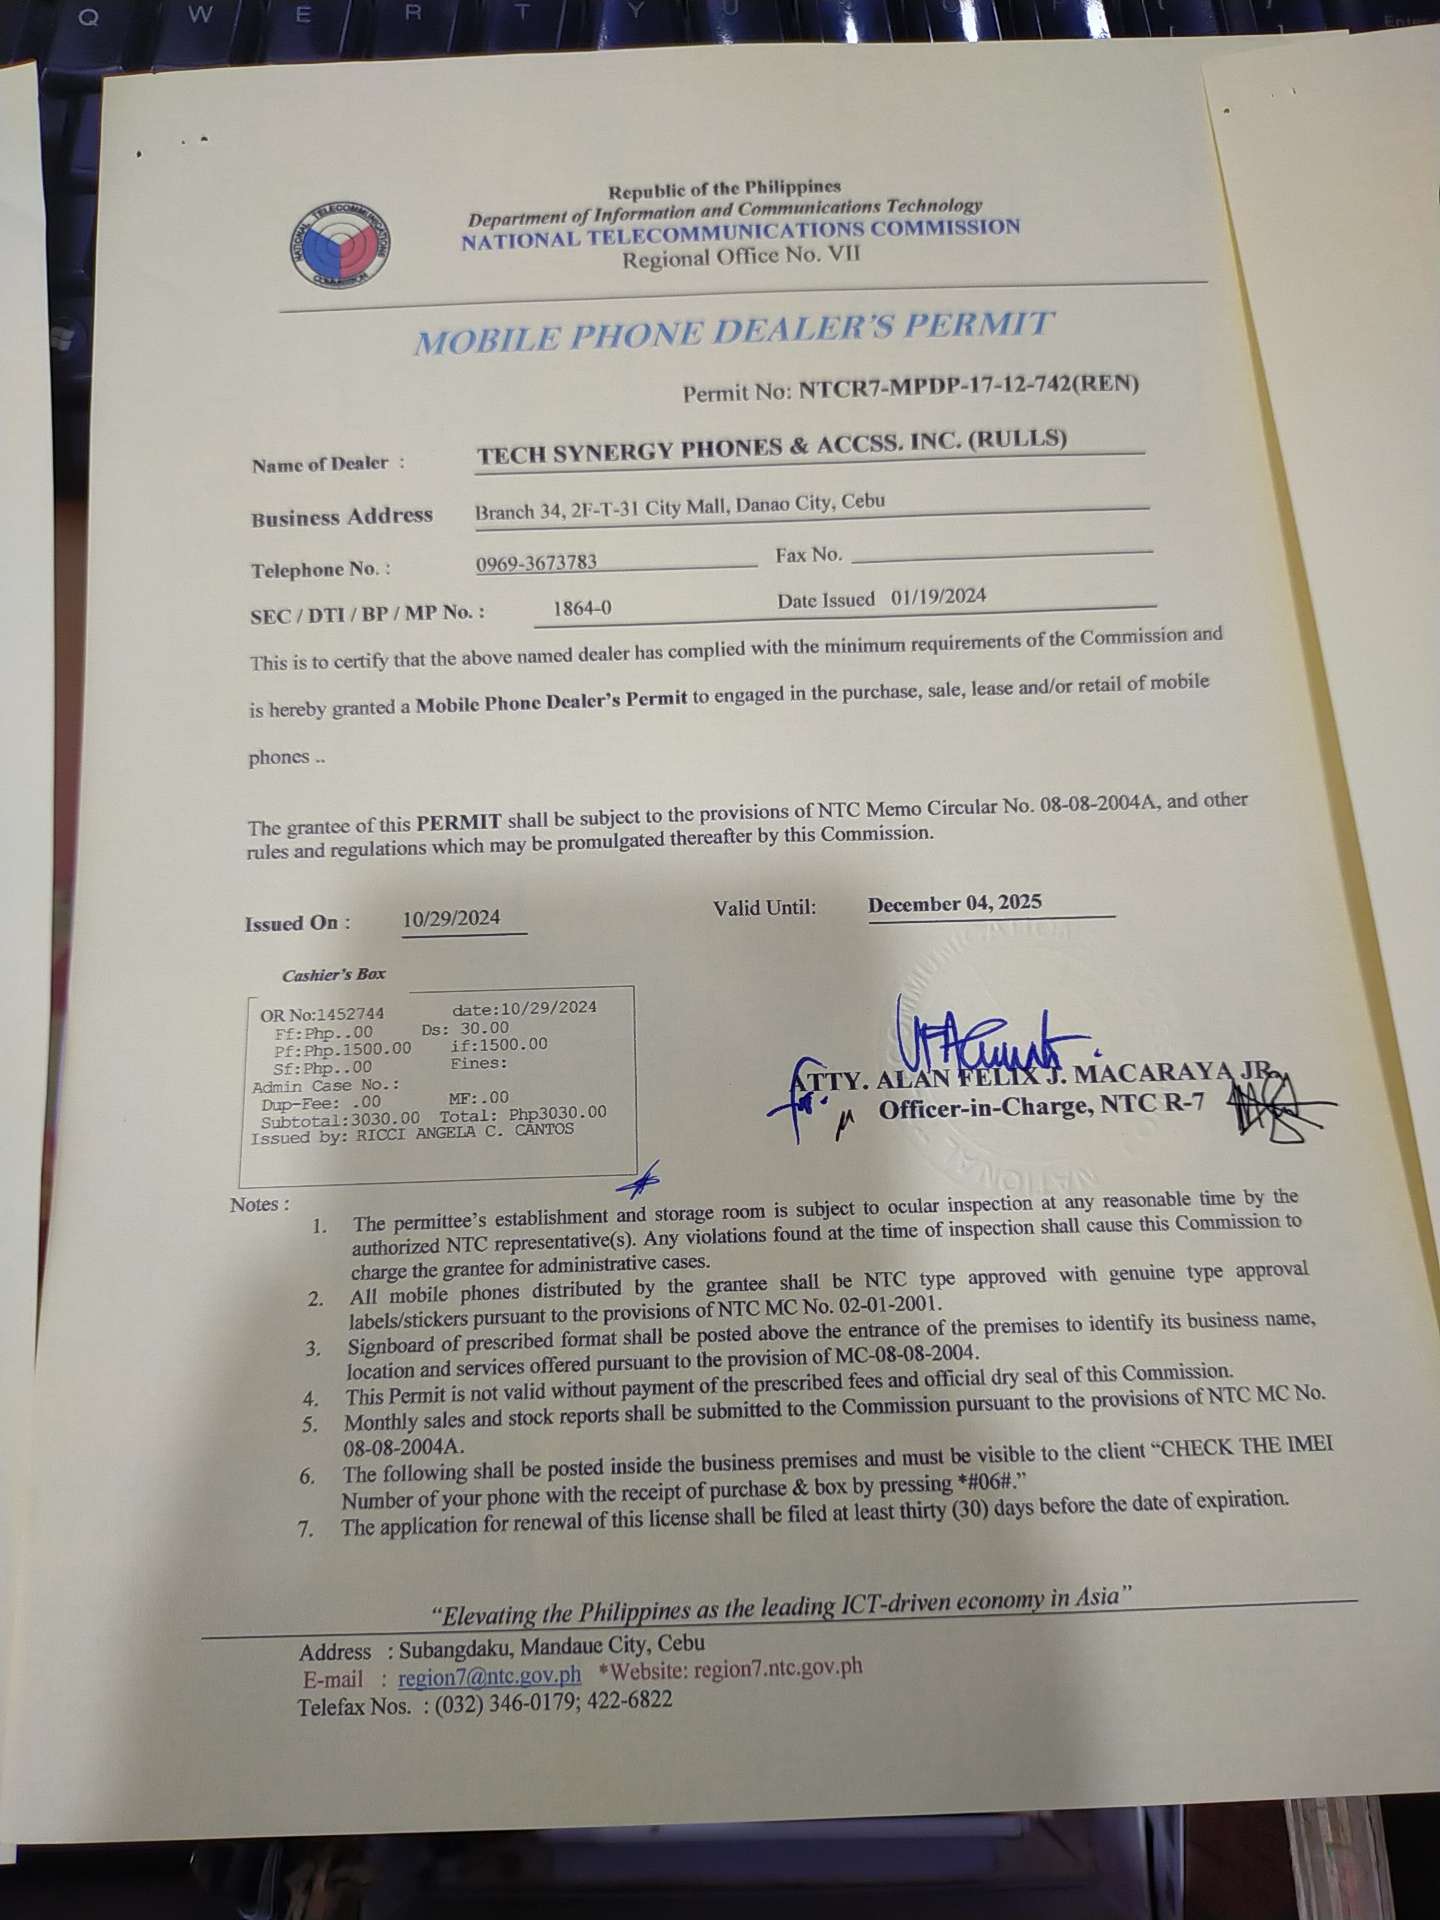 Q W E R T Y U P Enter
Republic of the Philippines
Department of Information and Communications Technology
NATIONAL TELECOMMUNICATIONS COMMISSION
Regional Office No. VII
NATIONAL TELECOMMUNICATIONS COMMISSION
MOBILE PHONE DEALER'S PERMIT
Permit No: NTCR7-MPDP-17-12-742(REN)
Name of Dealer : TECH SYNERGY PHONES & ACCSS. INC. (RULLS)
Business Address Branch 34, 2F-T-31 City Mall, Danao City, Cebu
Telephone No. : 0969-3673783 Fax No.
SEC / DTI / BP / MP No. : 1864-0 Date Issued 01/19/2024
This is to certify that the above named dealer has complied with the minimum requirements of the Commission and
is hereby granted a Mobile Phone Dealer's Permit to engaged in the purchase, sale, lease and/or retail of mobile
phones ..
The grantee of this PERMIT shall be subject to the provisions of NTC Memo Circular No. 08-08-2004A, and other
rules and regulations which may be promulgated thereafter by this Commission.
Issued On : 10/29/2024 Valid Until: December 04, 2025
Cashier's Box
OR No:1452744 date:10/29/2024
Ff:Php..00 Ds: 30.00
Pf:Php.1500.00 if:1500.00
Sf:Php..00 Fines:
Admin Case No.:
Dup-Fee: .00 MF:.00
Subtotal:3030.00 Total: Php3030.00
Issued by: RICCI ANGELA C. CANTOS
ATTY. ALAN FELIX J. MACARAYA JR.
for: Officer-in-Charge, NTC R-7
Notes :
1. The permittee's establishment and storage room is subject to ocular inspection at any reasonable time by the
authorized NTC representative(s). Any violations found at the time of inspection shall cause this Commission to
charge the grantee for administrative cases.
2. All mobile phones distributed by the grantee shall be NTC type approved with genuine type approval
labels/stickers pursuant to the provisions of NTC MC No. 02-01-2001.
3. Signboard of prescribed format shall be posted above the entrance of the premises to identify its business name,
location and services offered pursuant to the provision of MC-08-08-2004.
4. This Permit is not valid without payment of the prescribed fees and official dry seal of this Commission.
5. Monthly sales and stock reports shall be submitted to the Commission pursuant to the provisions of NTC MC No.
08-08-2004A.
6. The following shall be posted inside the business premises and must be visible to the client “CHECK THE IMEI
Number of your phone with the receipt of purchase & box by pressing *#06#.”
7. The application for renewal of this license shall be filed at least thirty (30) days before the date of expiration.
“Elevating the Philippines as the leading ICT-driven economy in Asia”
Address : Subangdaku, Mandaue City, Cebu
E-mail : region7@ntc.gov.ph *Website: region7.ntc.gov.ph
Telefax Nos. : (032) 346-0179; 422-6822